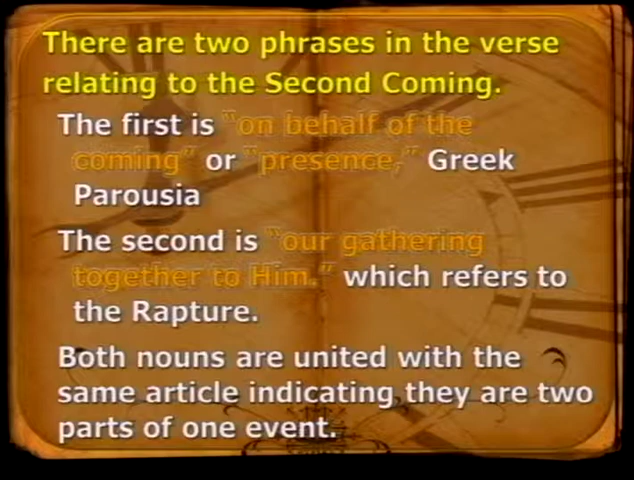 There are two phrases in the verse
relating to the Second Coming.
The first is "on behalf of the
coming" or "presence," Greek
Parousia
The second is "our gathering
together to Him." which refers to
the Rapture.
Both nouns are united with the
same article indicating they are two
parts of one event.